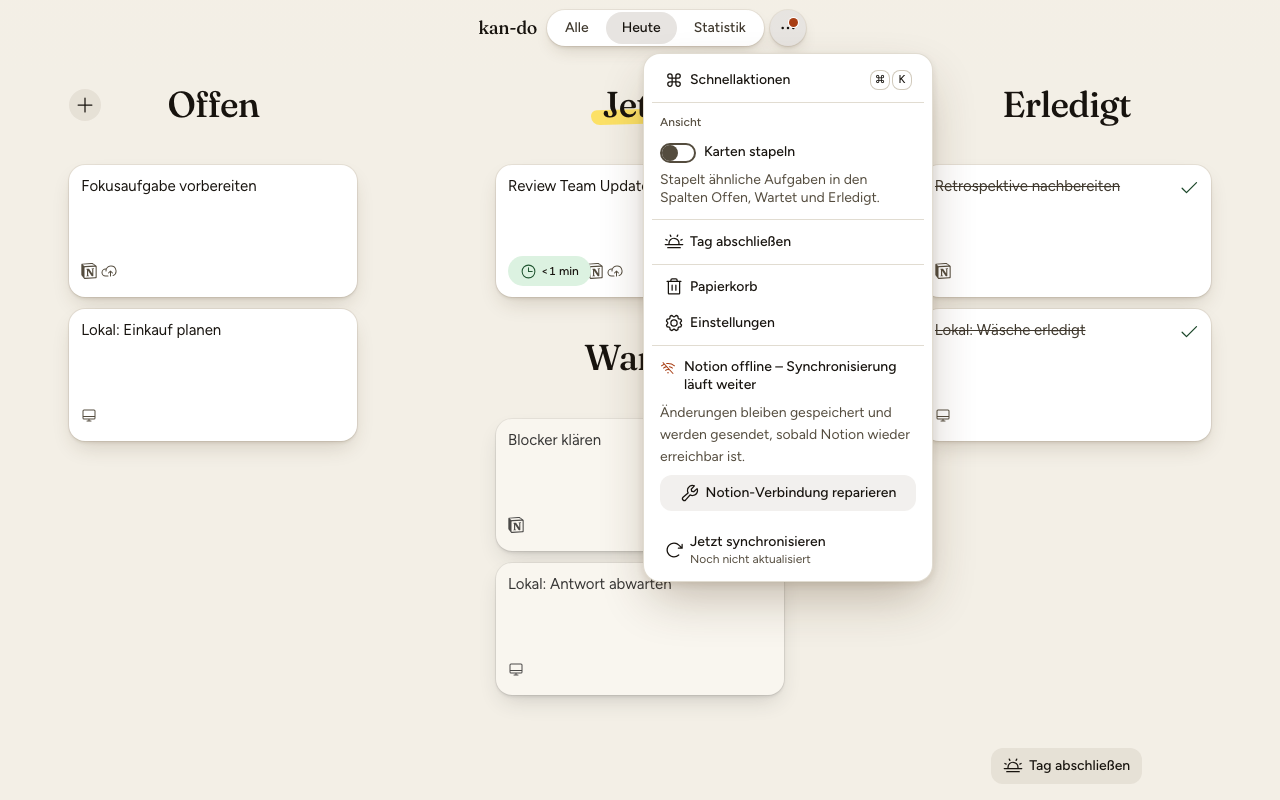 kan-do
Alle
Heute
Statistik
Schnellaktionen
⌘ K
Ansicht
Karten stapeln
Stapelt ähnliche Aufgaben in den
Spalten Offen, Wartet und Erledigt.
Tag abschließen
Papierkorb
Einstellungen
Notion offline – Synchronisierung
läuft weiter
Änderungen bleiben gespeichert und
werden gesendet, sobald Notion wieder
erreichbar ist.
Notion-Verbindung reparieren
Jetzt synchronisieren
Noch nicht aktualisiert
Offen
Fokusaufgabe vorbereiten
Lokal: Einkauf planen
Review Team Update
<1 min
Blocker klären
Lokal: Antwort abwarten
Erledigt
Retrospektive nachbereiten
Lokal: Wäsche erledigt
Tag abschließen